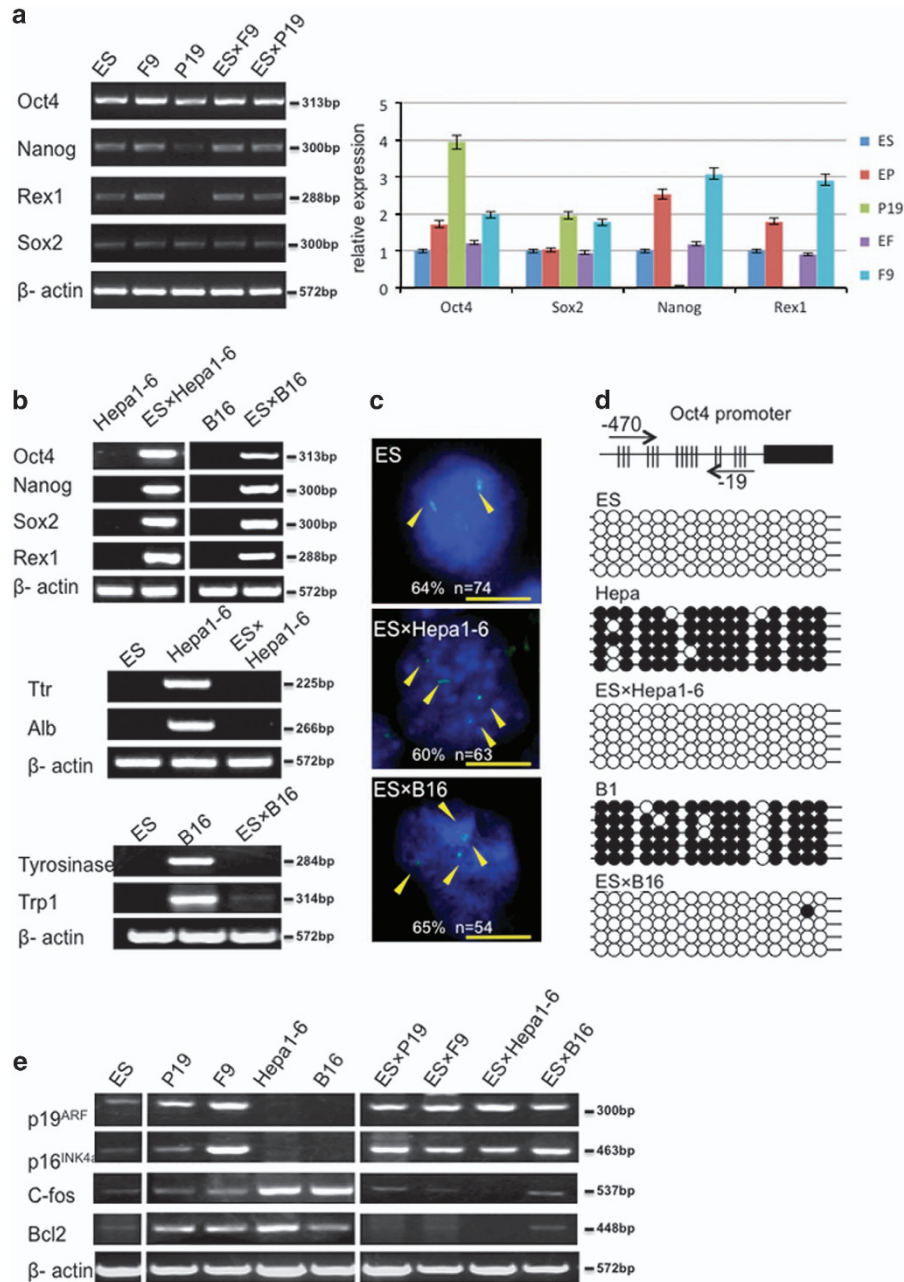 a
ES F9 P19 ES×F9 ES×P19
Oct4 313bp
Nanog 300bp
Rex1 288bp
Sox2 300bp
β- actin 572bp
relative expression
5
4
3
2
1
0
Oct4 Sox2 Nanog Rex1
ES
EP
P19
EF
F9
b
Hepa1-6 ES×Hepa1-6 B16 ES×B16
Oct4 313bp
Nanog 300bp
Sox2 300bp
Rex1 288bp
β- actin 572bp
ES Hepa1-6 ES× Hepa1-6
Ttr 225bp
Alb 266bp
β- actin 572bp
ES B16 ES×B16
Tyrosinase 284bp
Trp1 314bp
β- actin 572bp
c
ES
64% n=74
ES×Hepa1-6
60% n=63
ES×B16
65% n=54
d
Oct4 promoter
-470
-19
ES
Hepa
ES×Hepa1-6
B1
ES×B16
e
ES P19 F9 Hepa1-6 B16 ES×P19 ES×F9 ES×Hepa1-6 ES×B16
p19ARF 300bp
p16INK4a 463bp
C-fos 537bp
Bcl2 448bp
β- actin 572bp